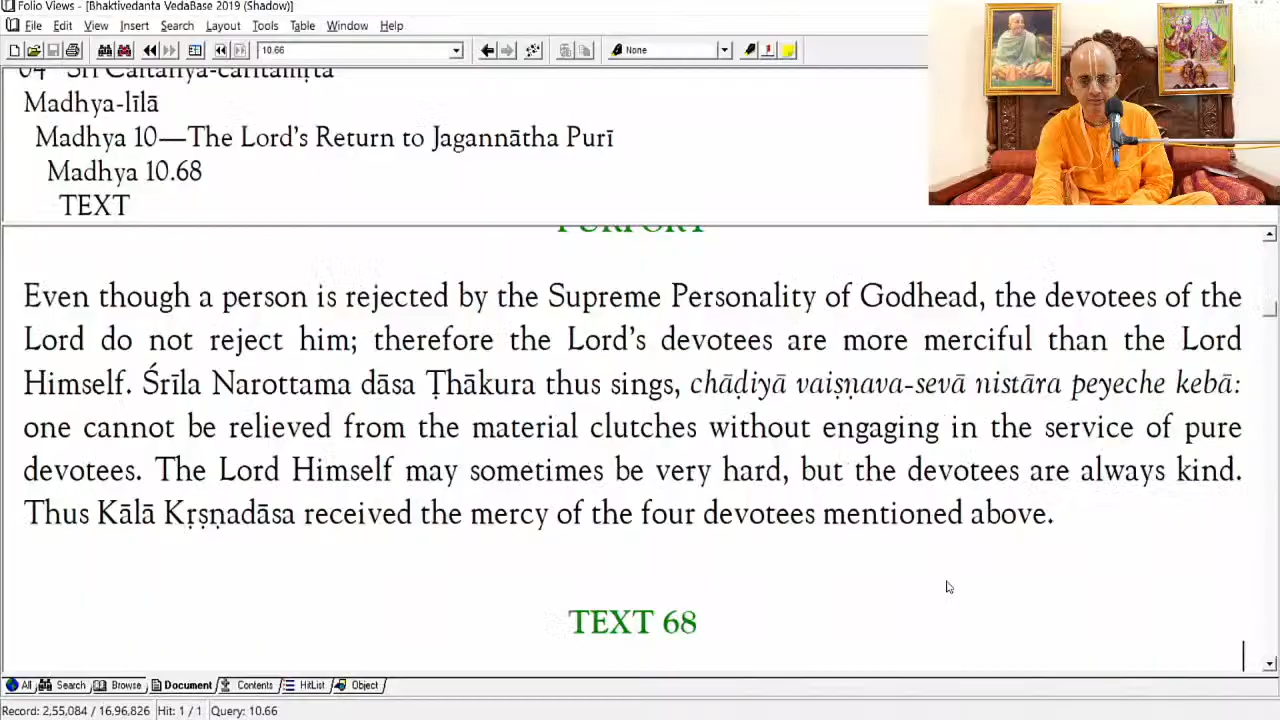 Folio Views - [Bhaktivedanta VedaBase 2019 (Shadow)]
File Edit View Insert Search Layout Tools Table Window Help
10.66 None
04 Śrī Caitanya-caritāmṛta
Madhya-līlā
Madhya 10—The Lord's Return to Jagannātha Purī
Madhya 10.68
TEXT
PURPORT
Even though a person is rejected by the Supreme Personality of Godhead, the devotees of the
Lord do not reject him; therefore the Lord's devotees are more merciful than the Lord
Himself. Śrīla Narottama dāsa Ṭhākura thus sings, chāḍiyā vaiṣṇava-sevā nistāra peyeche kebā:
one cannot be relieved from the material clutches without engaging in the service of pure
devotees. The Lord Himself may sometimes be very hard, but the devotees are always kind.
Thus Kālā Kṛṣṇadāsa received the mercy of the four devotees mentioned above.
TEXT 68
All Search Browse Document Contents HitList Object
Record: 2,55,084 / 16,96,826 Hit: 1 / 1 Query: 10.66